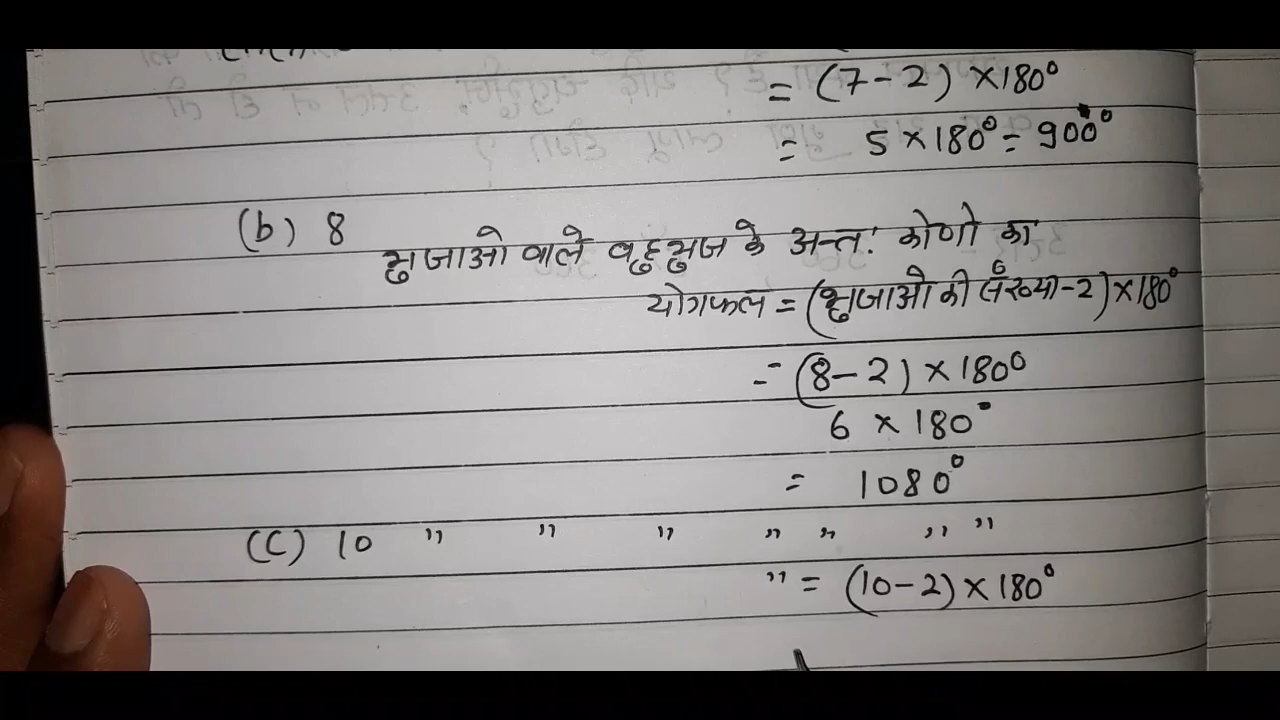 = (7-2) ×180°
= 5 ×180° = 900°
(b) 8 भुजाओ वाले बहुभुज के अन्त: कोणो का
योगफल = (भुजाओ की संख्या-2)×180°
= (8-2) × 180°
6 × 180°
= 1080°
(C) 10 " " " " " " "
" = (10-2)×180°